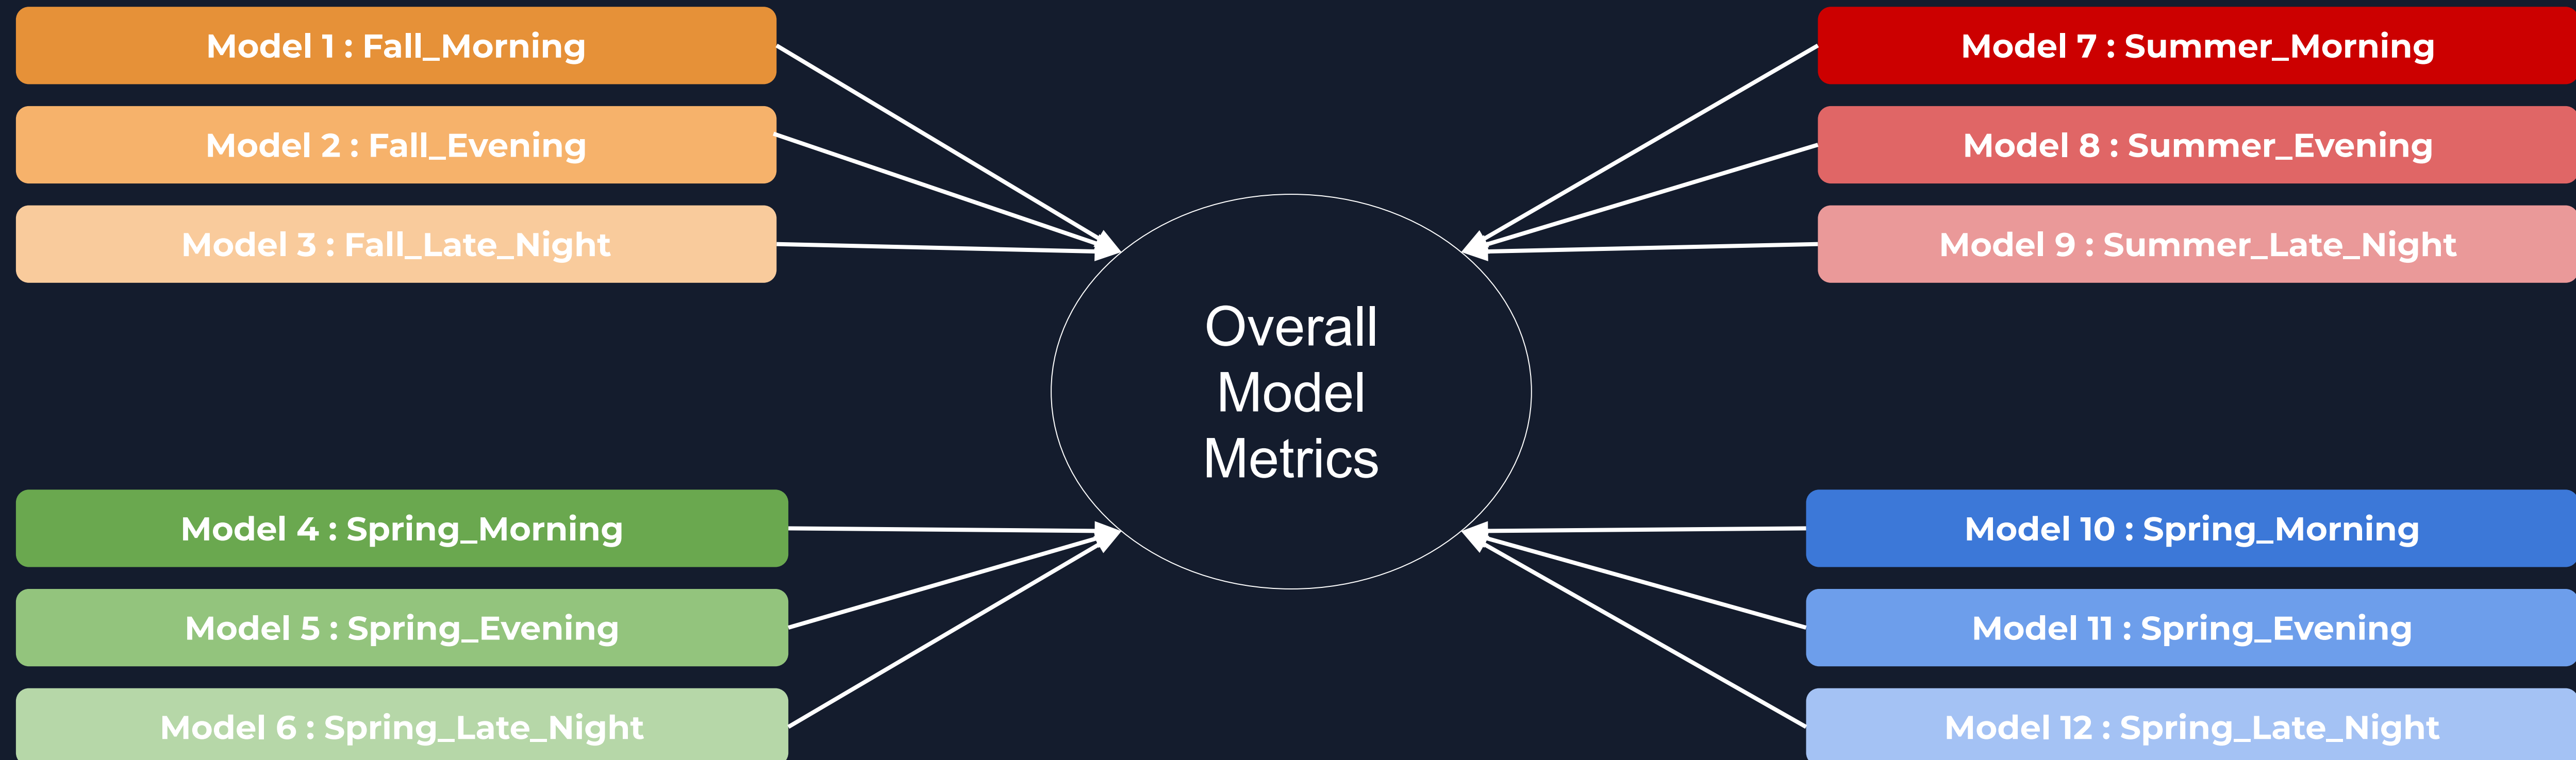 Model 1 : Fall_Morning
Model 2 : Fall_Evening
Model 3 : Fall_Late_Night
Model 4 : Spring_Morning
Model 5 : Spring_Evening
Model 6 : Spring_Late_Night
Overall
Model
Metrics
Model 7 : Summer_Morning
Model 8 : Summer_Evening
Model 9 : Summer_Late_Night
Model 10 : Spring_Morning
Model 11 : Spring_Evening
Model 12 : Spring_Late_Night